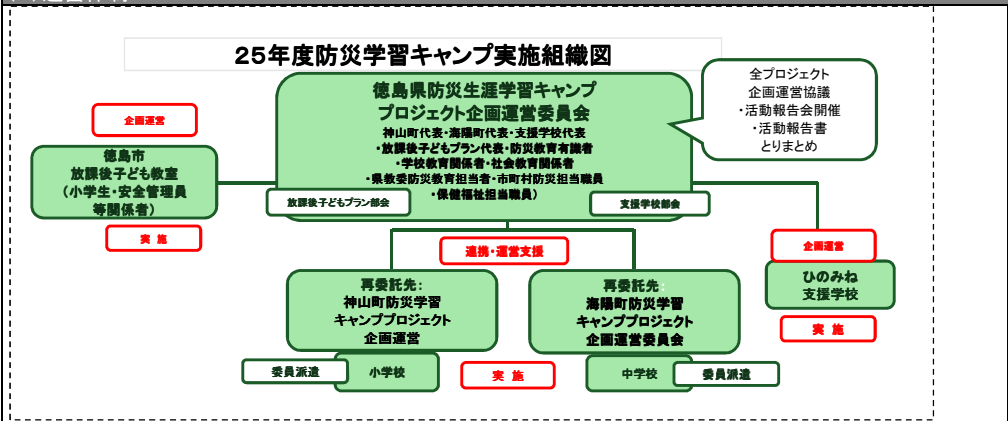 25年度防災学習キャンプ実施組織図
徳島県防災生涯学習キャンプ
プロジェクト企画運営委員会
神山町代表・海陽町代表・支援学校代表
・放課後子どもプラン代表・防災教育有識者
・学校教育関係者・社会教育関係者
・県教委防災教育担当者・市町村防災担当職員
・保健福祉担当職員）
放課後子どもプラン部会
支援学校部会
全プロジェクト
企画運営協議
・活動報告会開催
・活動報告書
とりまとめ
企画運営
徳島市
放課後子ども教室
（小学生・安全管理員
等関係者）
実 施
連携・運営支援
企画運営
ひのみね
支援学校
実 施
再委託先：
神山町防災学習
キャンププロジェクト
企画運営
委員派遣
小学校
実 施
再委託先：
海陽町防災学習
キャンププロジェクト
企画運営委員会
中学校
委員派遣